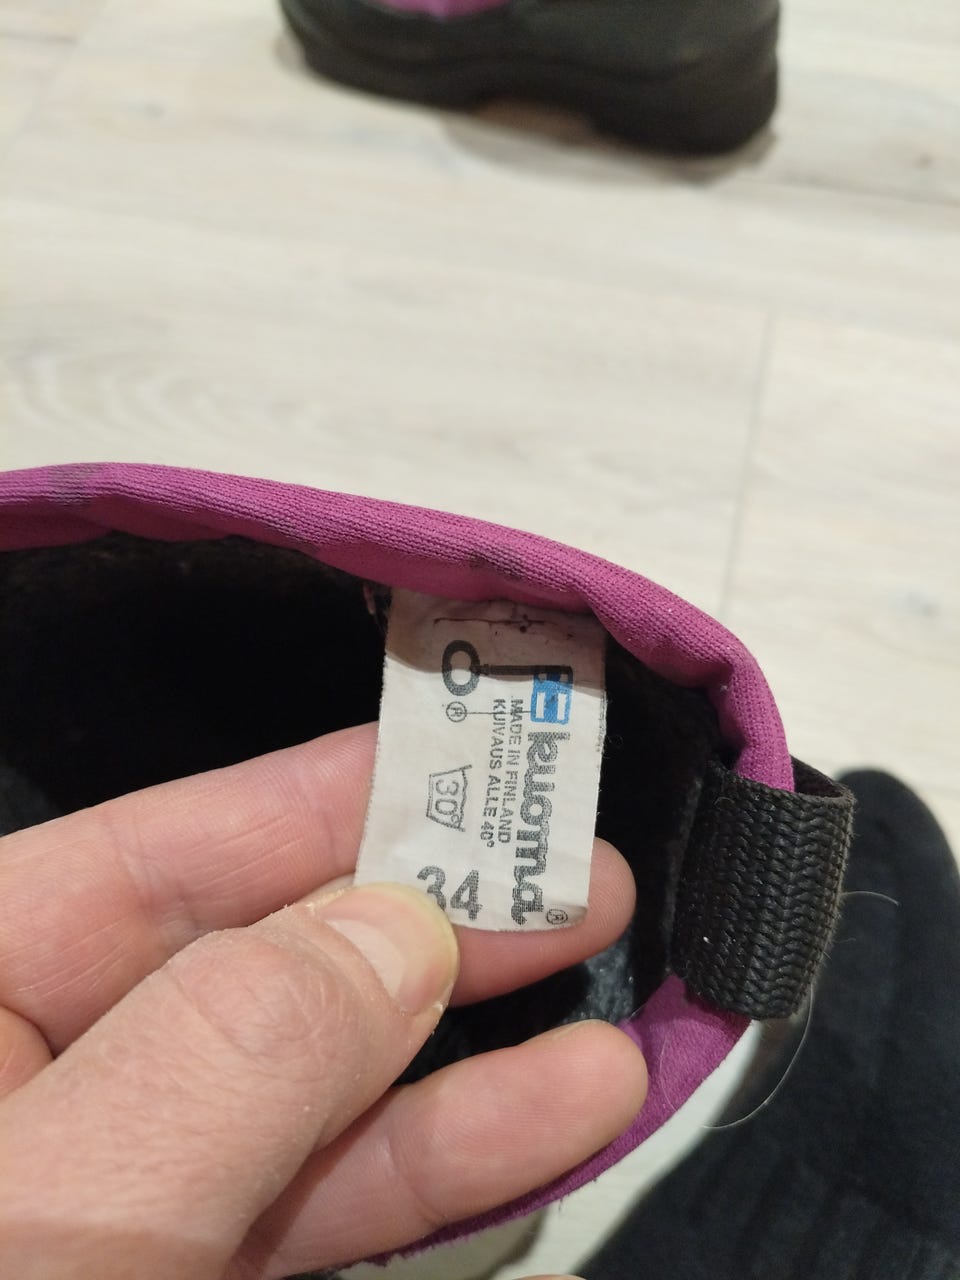 kuoma®
MADE IN FINLAND
KUIVAUS ALLE 40°
®
30°
34